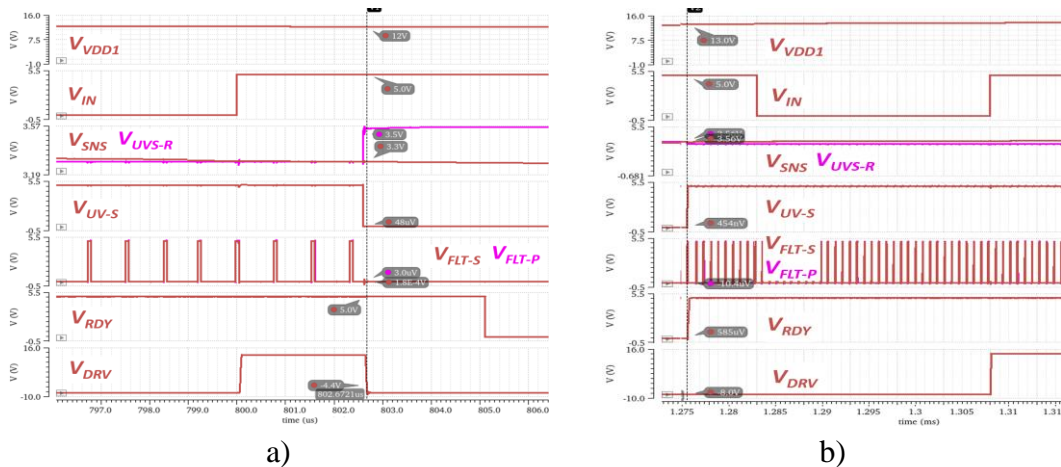 16.0
7.5
-1.0
V (V)
V_VDD1
12V
5.5
-0.5
V (V)
V_IN
5.0V
3.57
3.19
V (V)
V_SNS V_UVS-R
3.5V
3.3V
5.5
-0.5
V (V)
V_UV-S
48uV
5.5
-0.5
V (V)
V_FLT-S V_FLT-P
3.0uV
5.5
-0.5
V (V)
V_RDY
5.0V
16.0
-10.0
V (V)
V_DRV
-4.4V
802.6721us
797.0 798.0 799.0 800.0 801.0 802.0 803.0 804.0 805.0 806.0
time (us)
a)
16.0
7.5
-1.0
V (V)
V_VDD1
13.0V
5.5
-0.5
V (V)
V_IN
5.0V
5.5
-0.681
V (V)
V_SNS V_UVS-R
3.56V
5.5
-0.5
V (V)
V_UV-S
454nV
5.5
-0.5
V (V)
V_FLT-S
V_FLT-P
5.5
-0.5
V (V)
V_RDY
585uV
16.0
-10.0
V (V)
V_DRV
-8.0V
1.275 1.28 1.285 1.29 1.295 1.3 1.305 1.31
time (ms)
b)